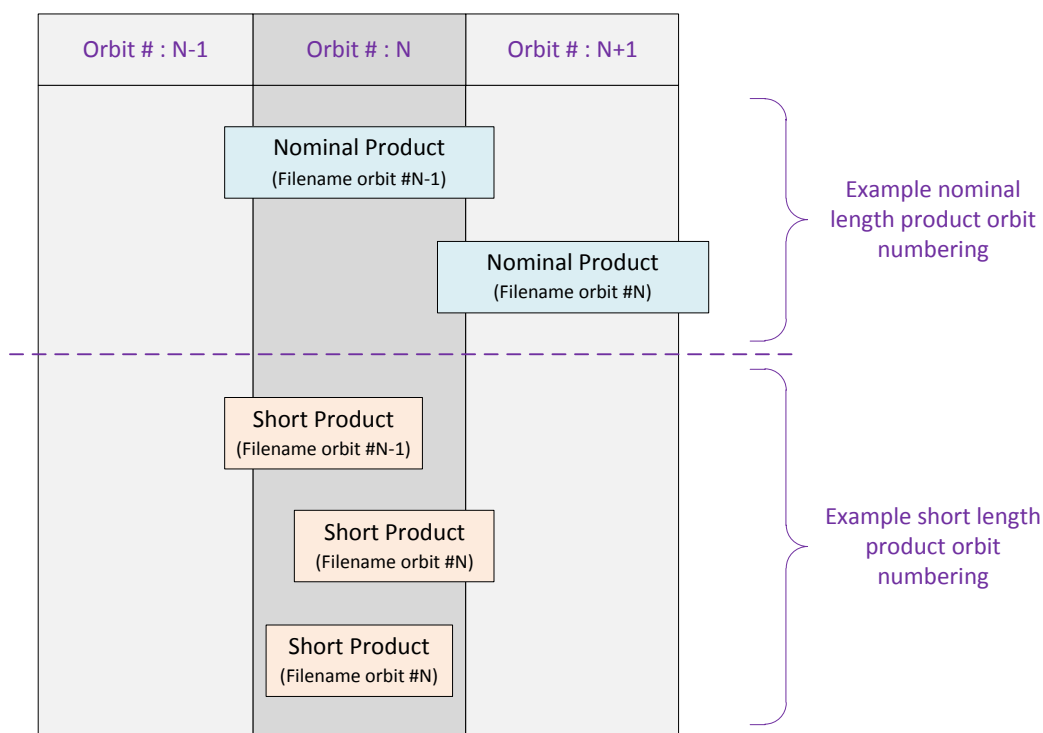 Orbit # : N-1
Orbit # : N
Orbit # : N+1
Nominal Product
(Filename orbit #N-1)
Nominal Product
(Filename orbit #N)
Example nominal
length product orbit
numbering
Short Product
(Filename orbit #N-1)
Short Product
(Filename orbit #N)
Short Product
(Filename orbit #N)
Example short length
product orbit
numbering